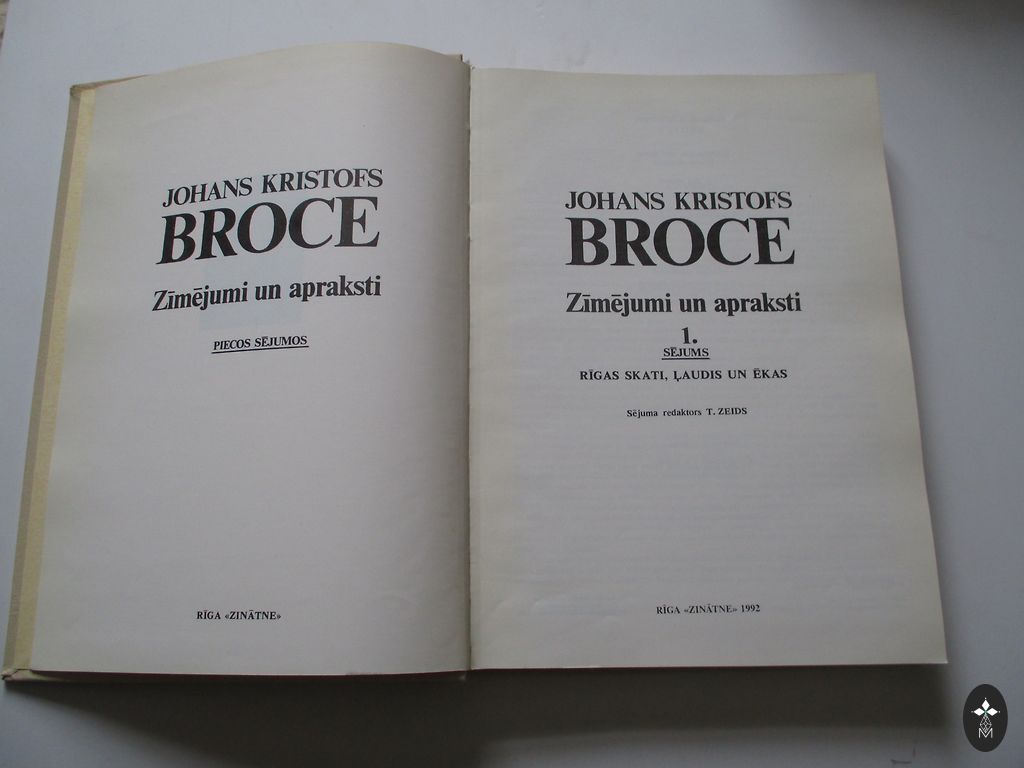 JOHANS KRISTOFS
BROCE
Zīmējumi un apraksti
PIECOS SĒJUMOS
RĪGA «ZINĀTNE»
JOHANS KRISTOFS
BROCE
Zīmējumi un apraksti
1.
SĒJUMS
RĪGAS SKATI, ĻAUDIS UN ĒKAS
Sējuma redaktors T. ZEIDS
RĪGA «ZINĀTNE» 1992
M